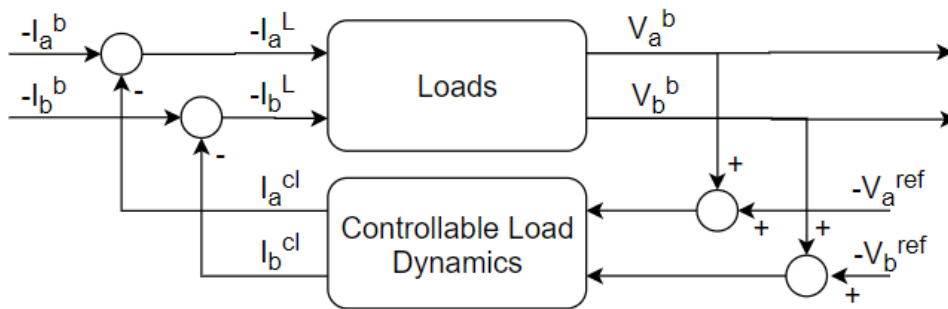 -I_a^b
-I_a^L
V_a^b
Loads
-I_b^b
-I_b^L
V_b^b
-
-
+
I_a^cl
Controllable Load
Dynamics
-V_a^ref
+
+
I_b^cl
-V_b^ref
+